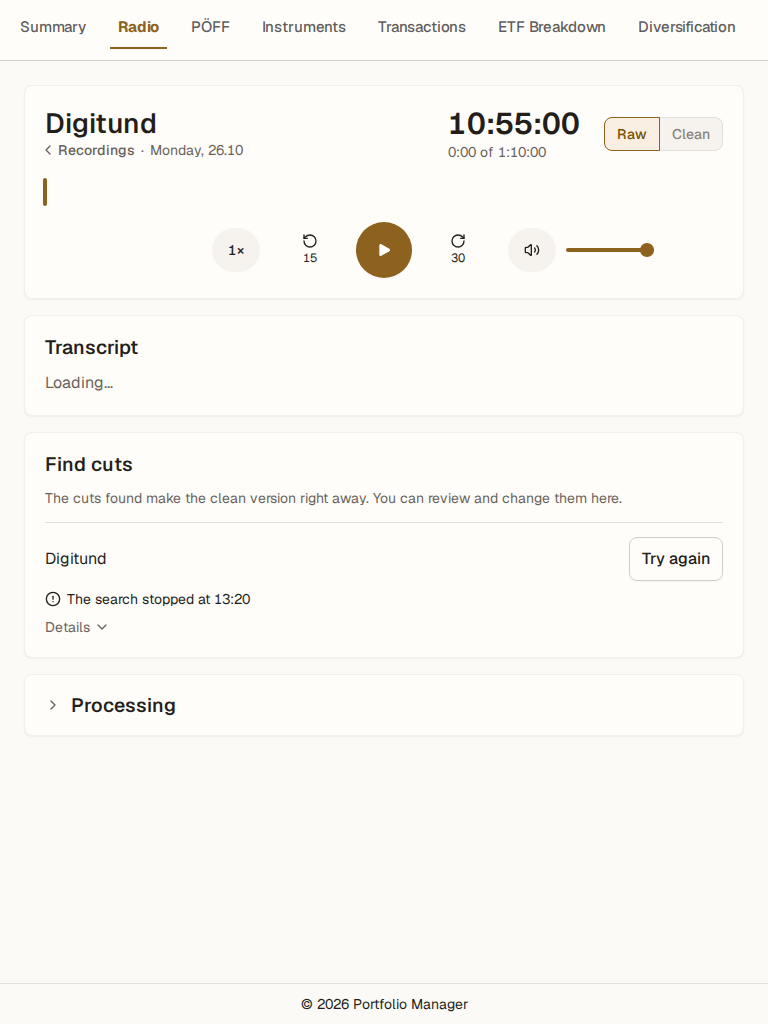 Summary Radio PÖFF Instruments Transactions ETF Breakdown Diversification
Digitund
Recordings · Monday, 26.10
10:55:00
0:00 of 1:10:00
Raw Clean
1× 15 30
Transcript
Loading...
Find cuts
The cuts found make the clean version right away. You can review and change them here.
Digitund
Try again
The search stopped at 13:20
Details
Processing
© 2026 Portfolio Manager